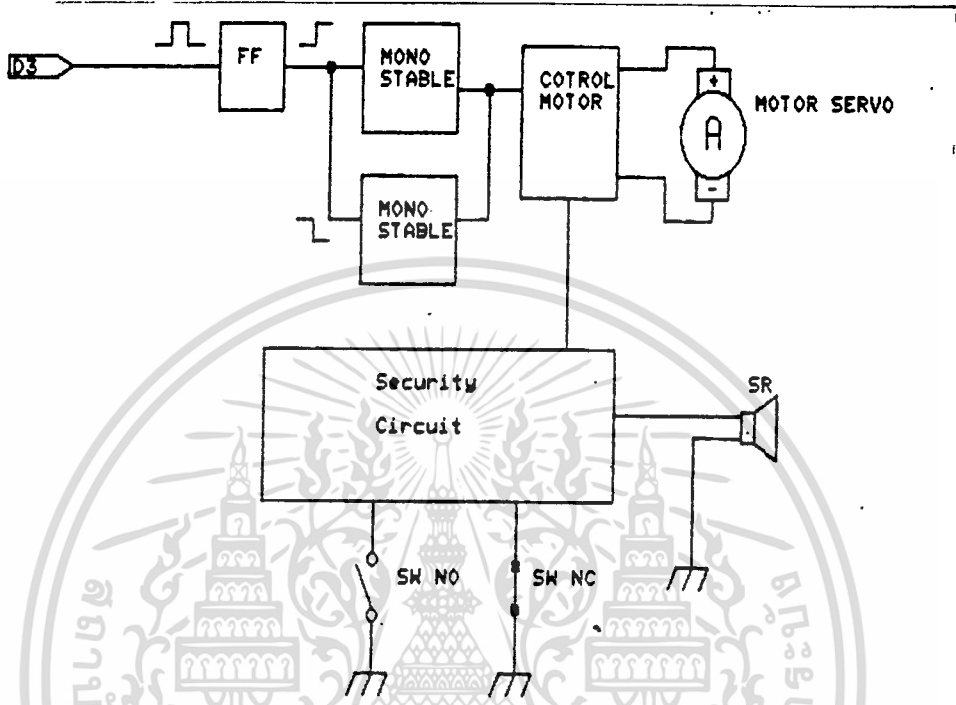 D3
FF
MONO
STABLE
COTROL
MOTOR
+
A
-
MOTOR SERVO
MONO
STABLE
Security
Circuit
SR
SW NO
SW NC